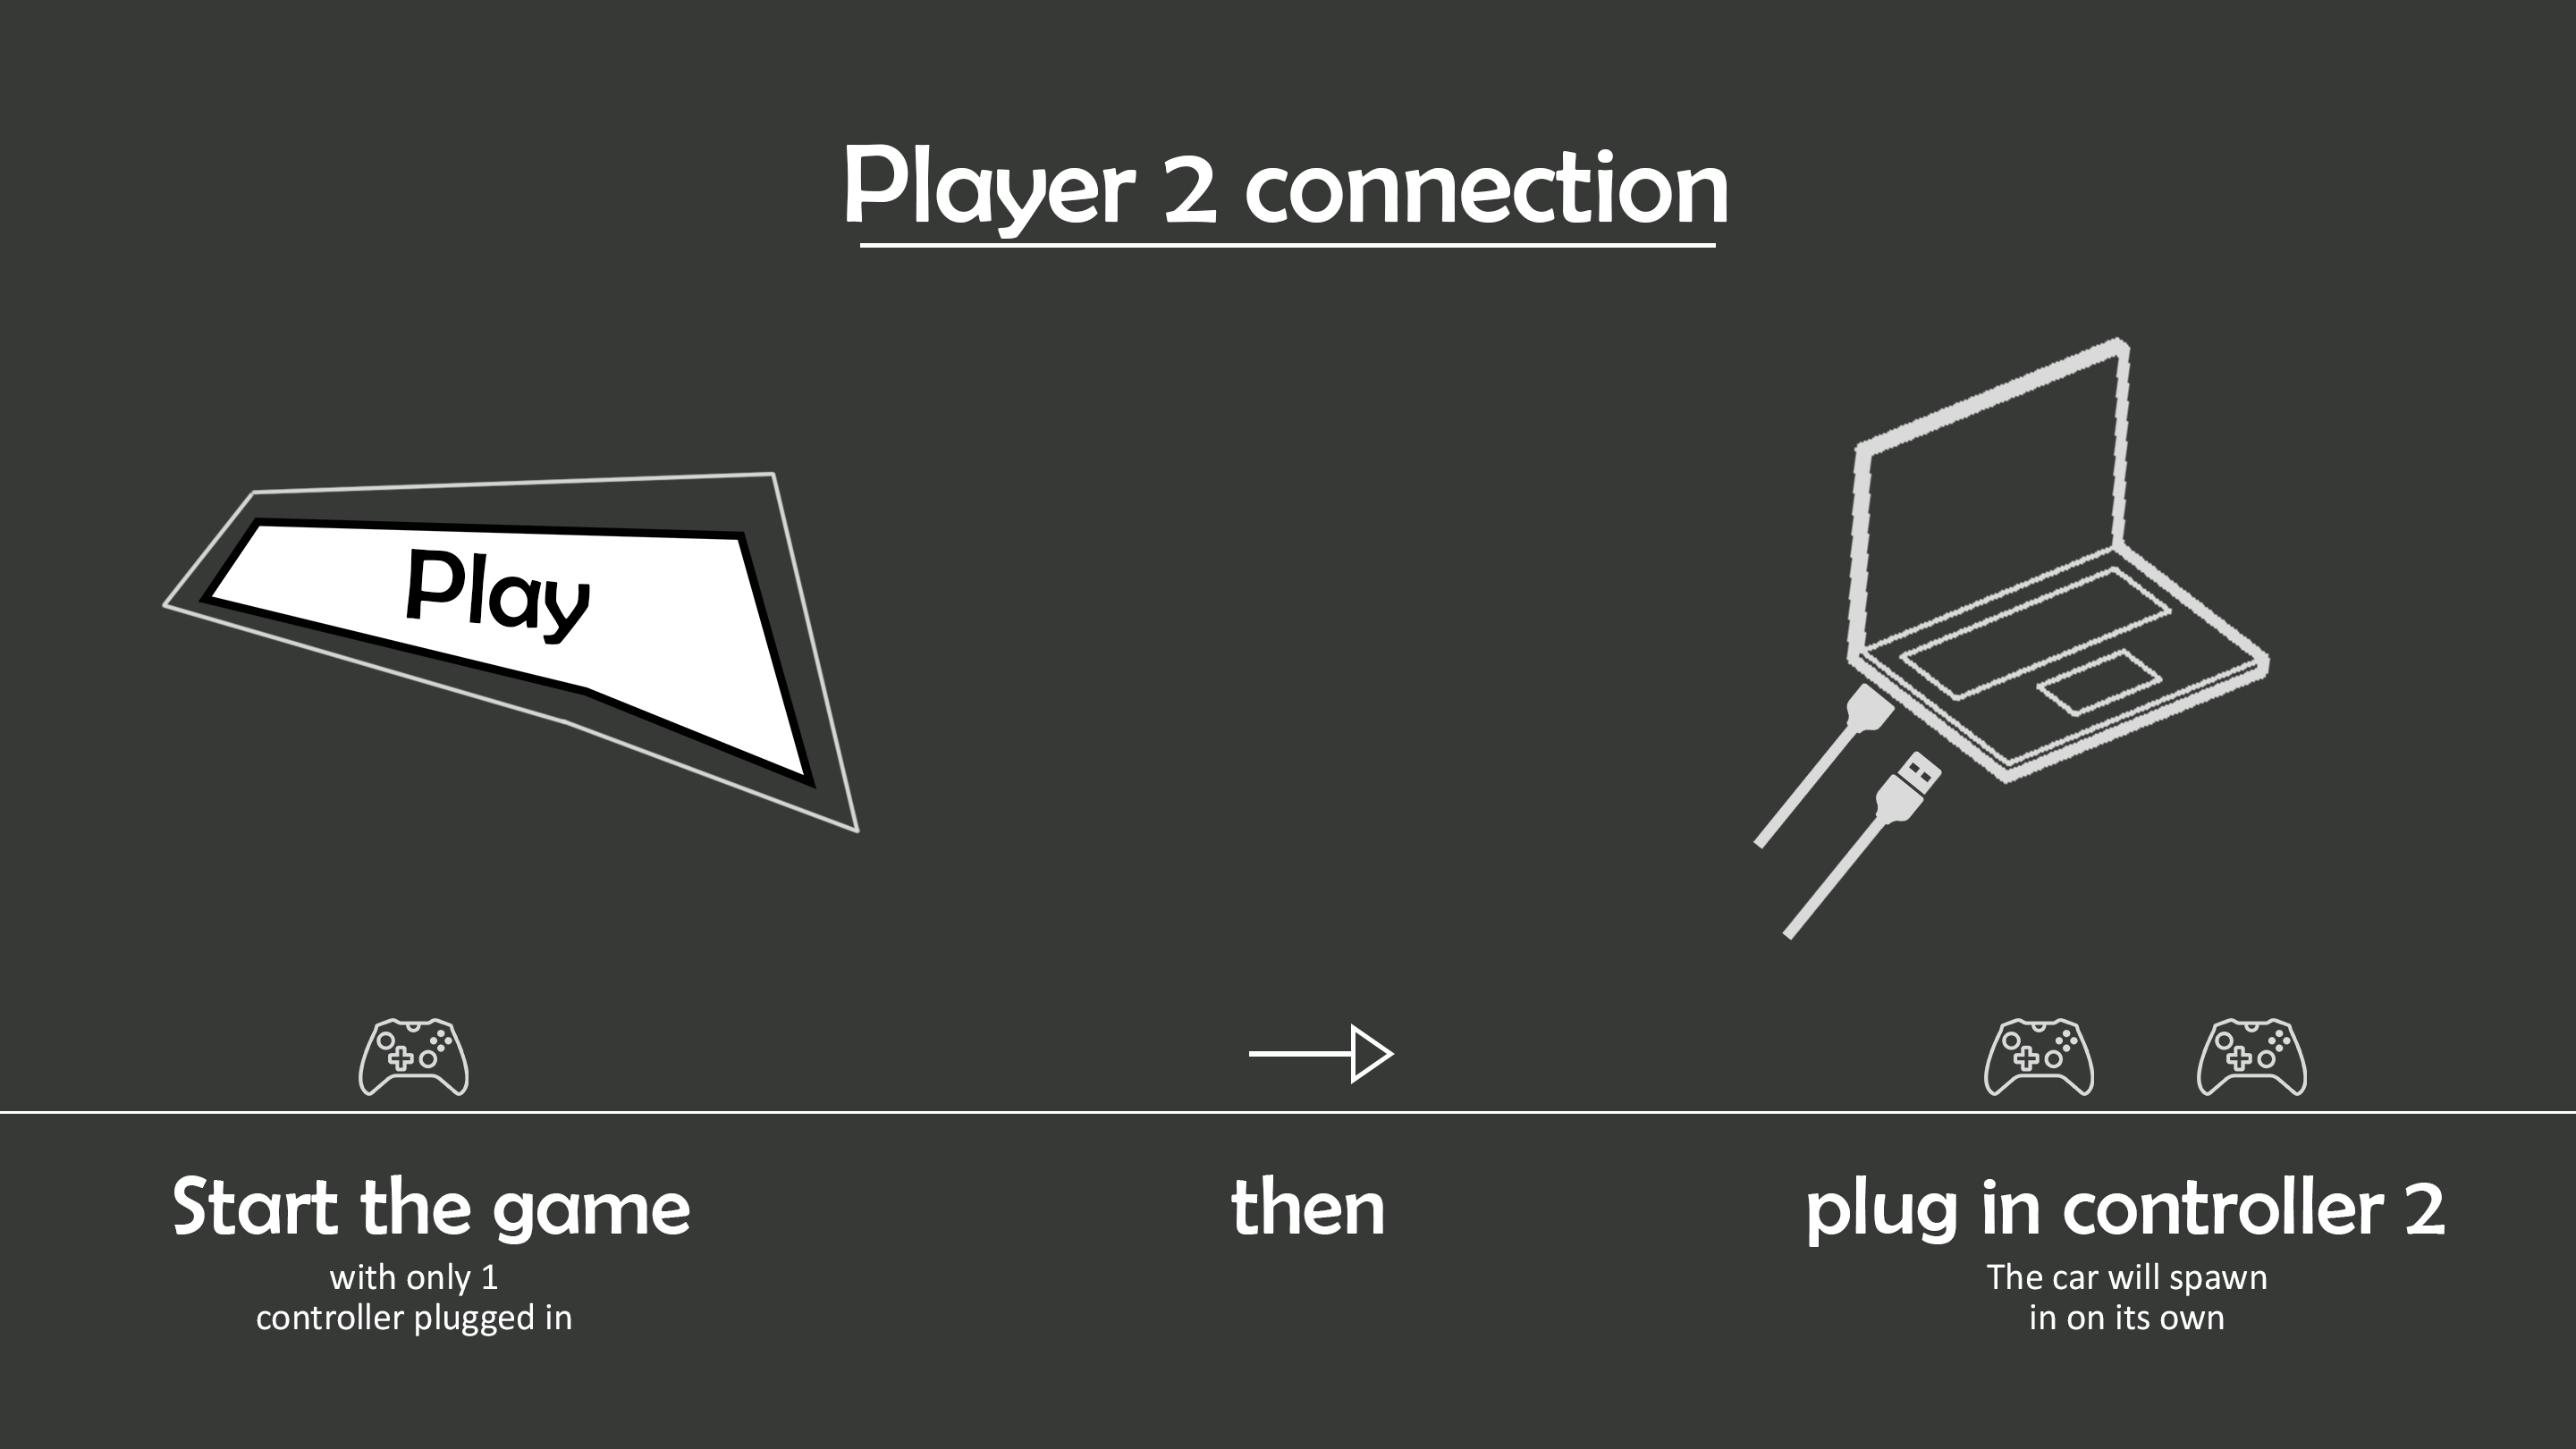 Player 2 connection
Play
Start the game
with only 1
controller plugged in
then
plug in controller 2
The car will spawn
in on its own